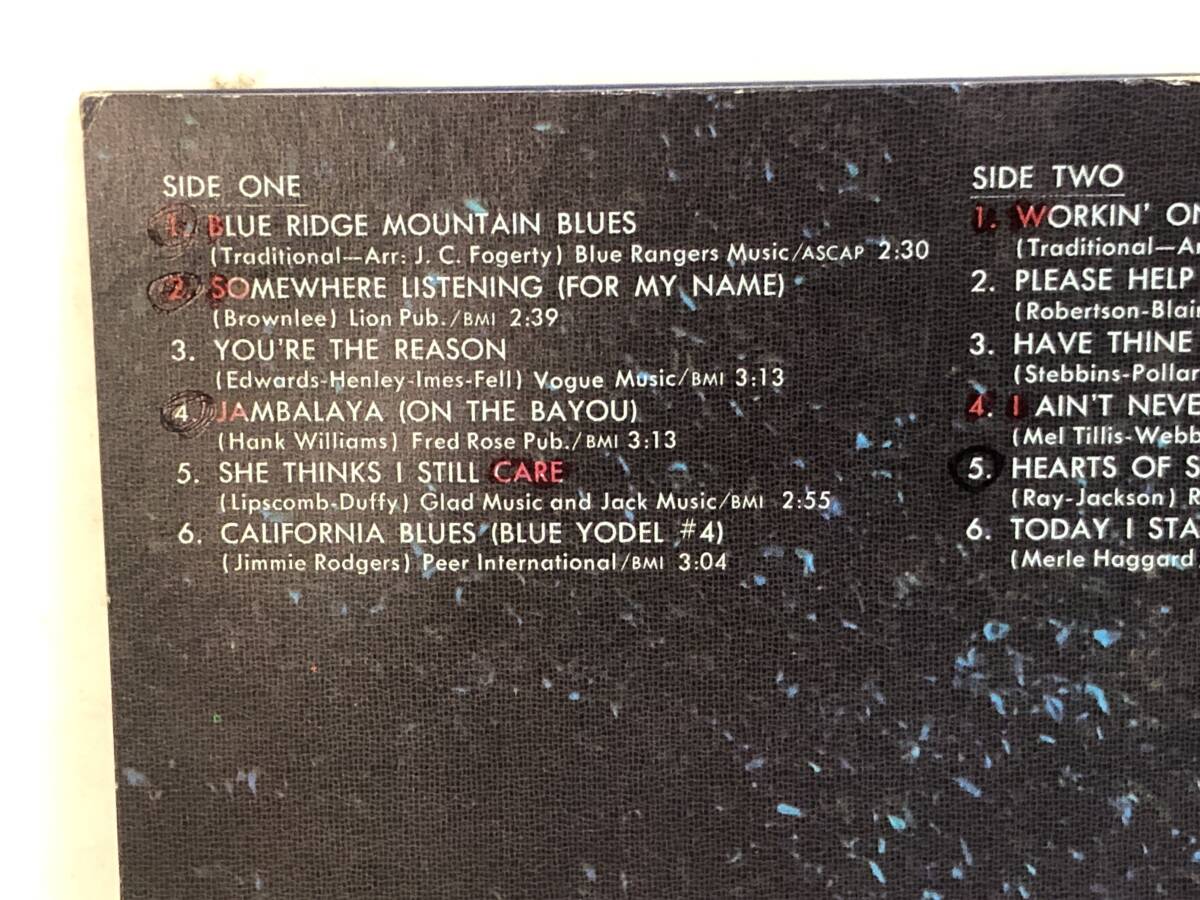 SIDE ONE
1. BLUE RIDGE MOUNTAIN BLUES
(Traditional—Arr: J. C. Fogerty) Blue Rangers Music/ASCAP 2:30
2. SOMEWHERE LISTENING (FOR MY NAME)
(Brownlee) Lion Pub./BMI 2:39
3. YOU'RE THE REASON
(Edwards-Henley-Imes-Fell) Vogue Music/BMI 3:13
4. JAMBALAYA (ON THE BAYOU)
(Hank Williams) Fred Rose Pub./BMI 3:13
5. SHE THINKS I STILL CARE
(Lipscomb-Duffy) Glad Music and Jack Music/BMI 2:55
6. CALIFORNIA BLUES (BLUE YODEL #4)
(Jimmie Rodgers) Peer International/BMI 3:04
SIDE TWO
1. WORKIN' O
(Traditional—Ar
2. PLEASE HELP
(Robertson-Blair
3. HAVE THINE
(Stebbins-Pollar
4. I AIN'T NEVE
(Mel Tillis-Webb
5. HEARTS OF S
(Ray-Jackson) R
6. TODAY I STA
(Merle Haggard